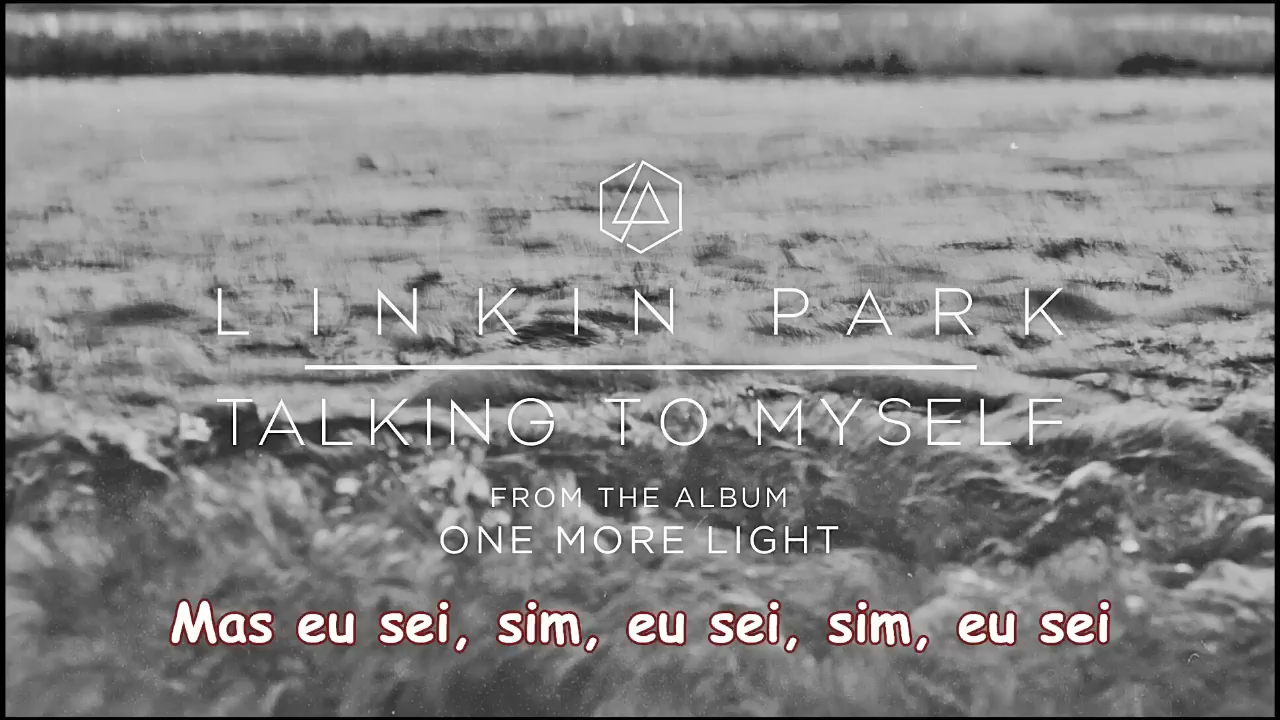 LINKIN PARK
TALKING TO MYSELF
FROM THE ALBUM
ONE MORE LIGHT
Mas eu sei, sim, eu sei, sim, eu sei